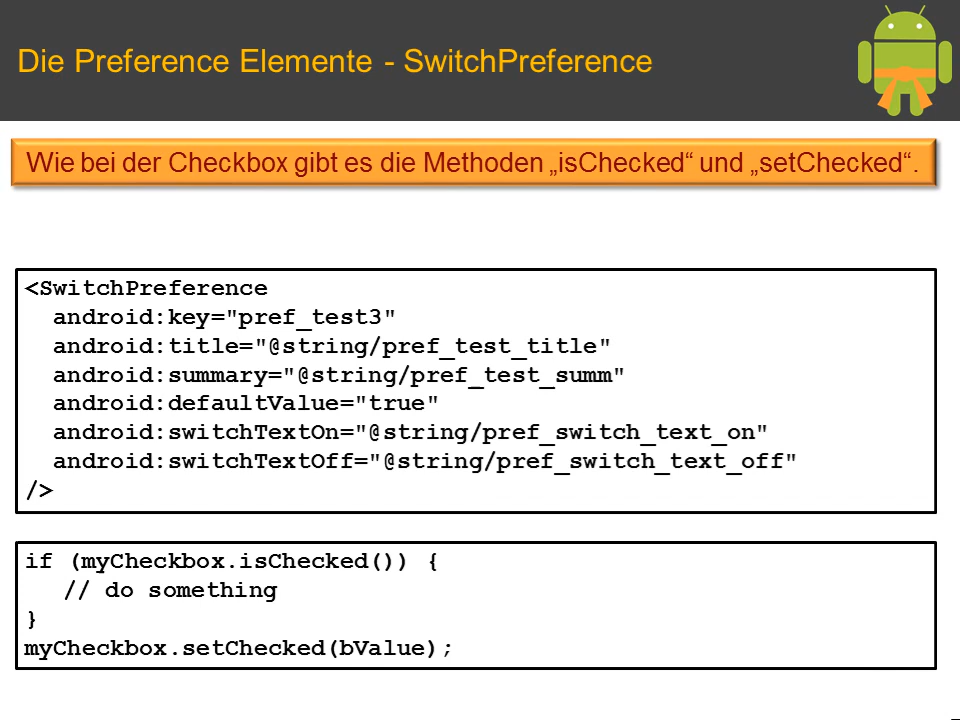 Die Preference Elemente - SwitchPreference
Wie bei der Checkbox gibt es die Methoden „isChecked“ und „setChecked“.
<SwitchPreference
  android:key="pref_test3"
  android:title="@string/pref_test_title"
  android:summary="@string/pref_test_summ"
  android:defaultValue="true"
  android:switchTextOn="@string/pref_switch_text_on"
  android:switchTextOff="@string/pref_switch_text_off"
/>
if (myCheckbox.isChecked()) {
   // do something
}
myCheckbox.setChecked(bValue);